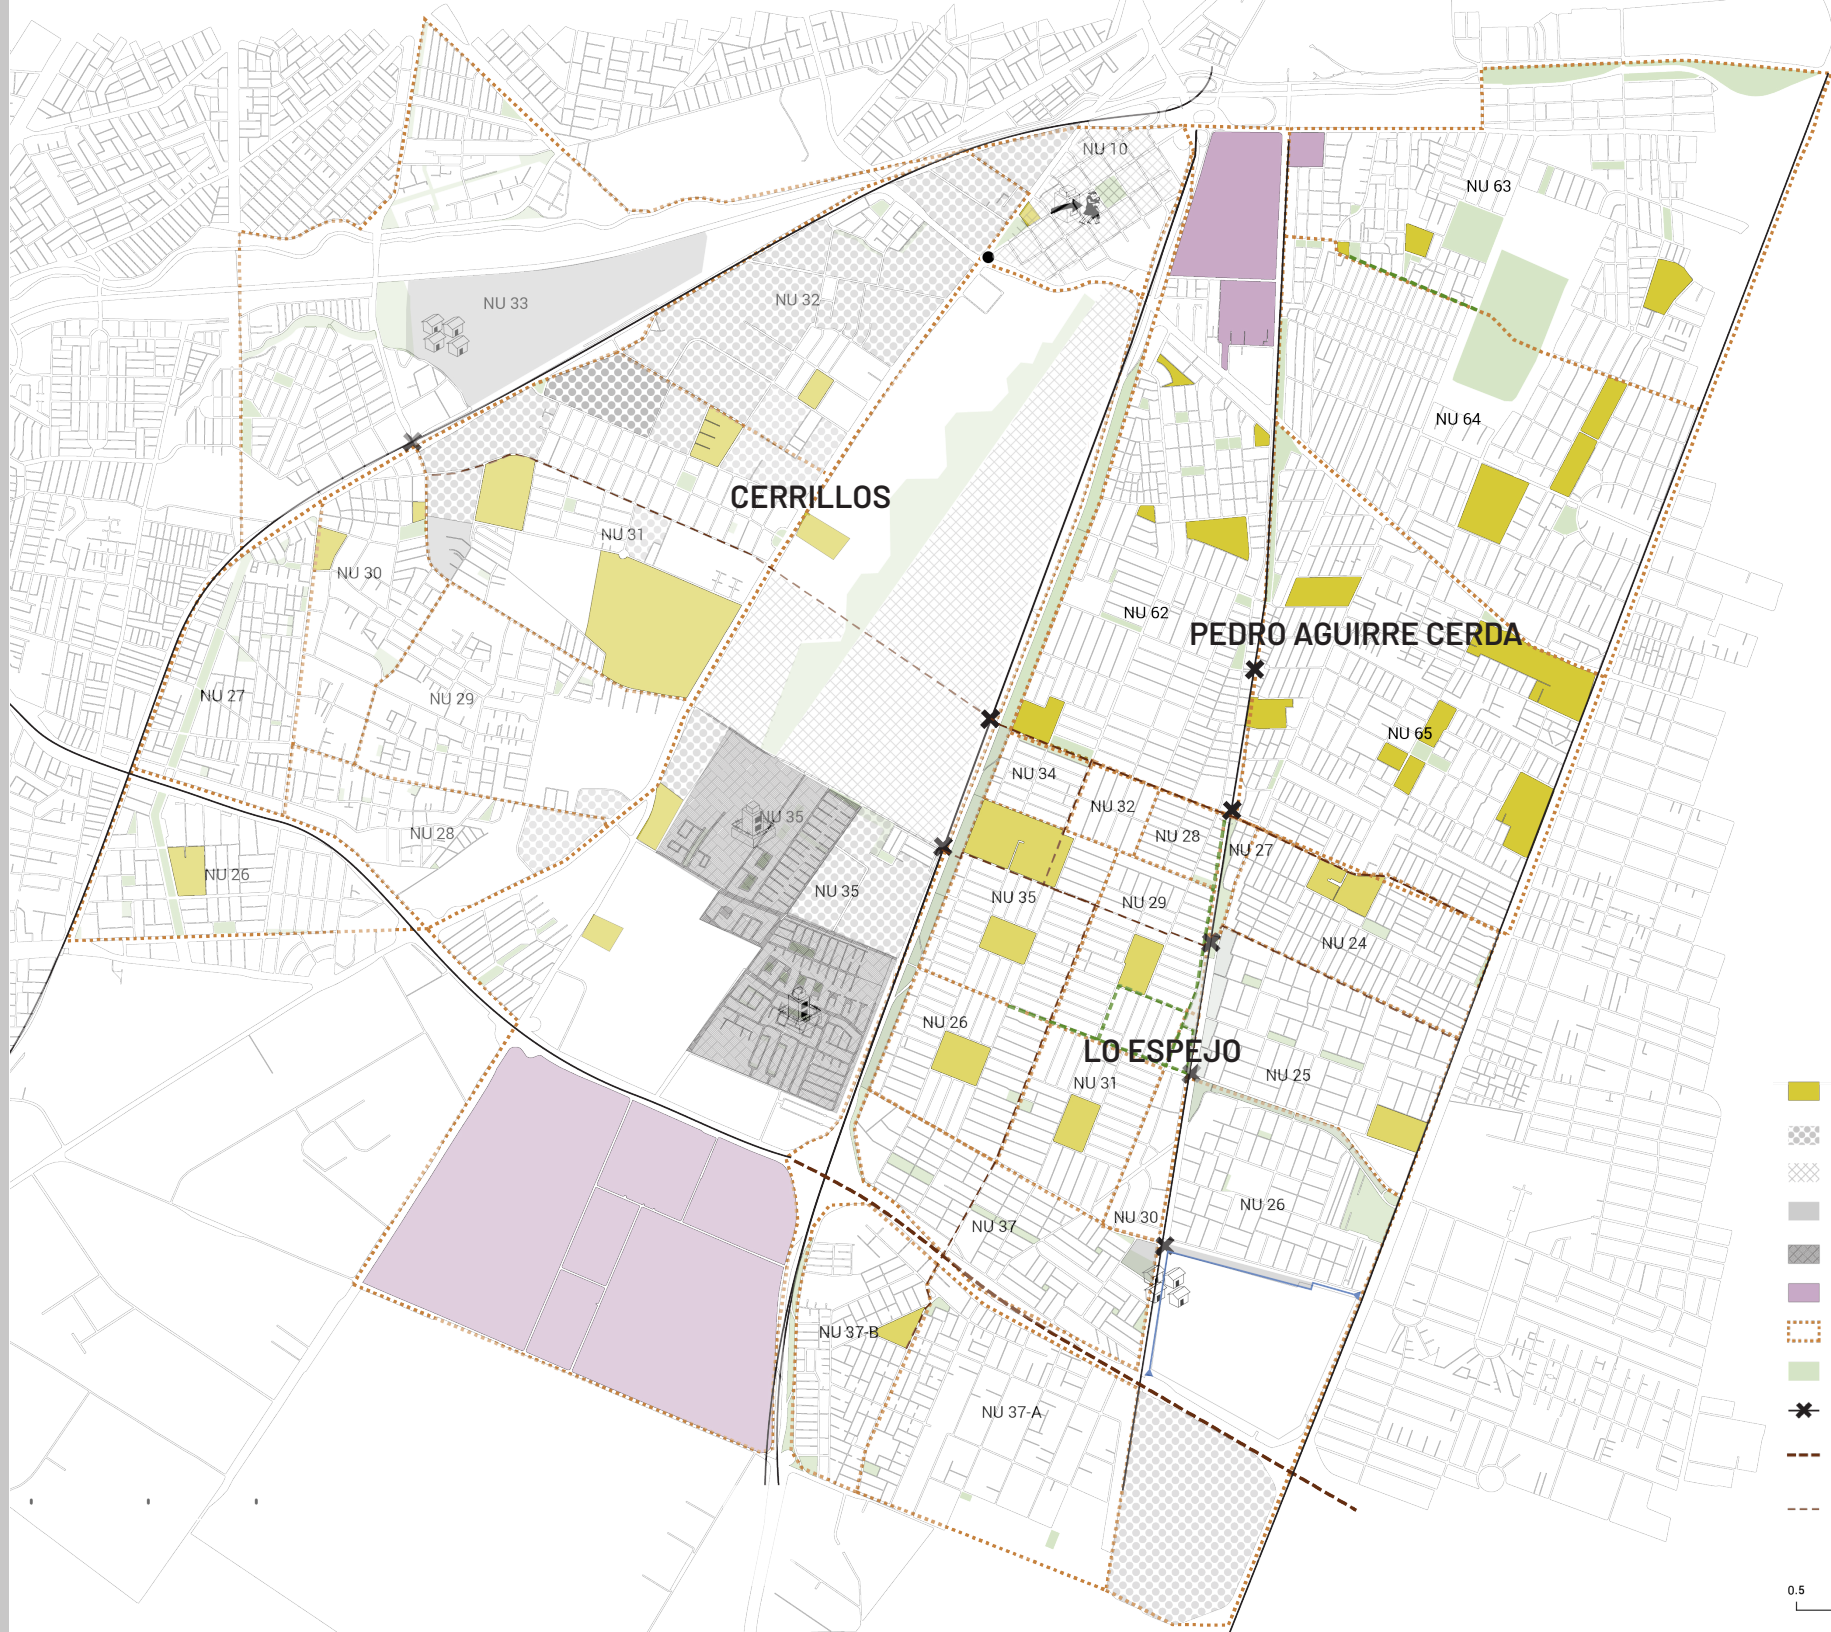 NU 10
NU 63
NU 33
NU 32
NU 64
CERRILLOS
NU 31
NU 30
NU 62
PEDRO AGUIRRE CERDA
NU 27
NU 29
NU 65
NU 34
NU 32
NU 35
NU 28
NU 28
NU 27
NU 26
NU 35
NU 35
NU 29
NU 24
NU 26
LO ESPEJO
NU 31
NU 25
NU 26
NU 30
NU 37
NU 37-B
NU 37-A
0.5